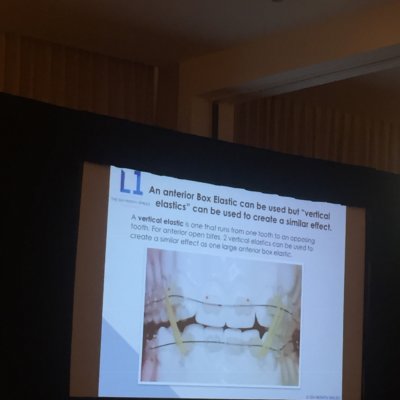 L1
An anterior Box Elastic can be used but "vertical
elastics" can be used to create a similar effect.
A vertical elastic is one that runs from one tooth to an opposing
tooth. For anterior open bites, 2 vertical elastics can be used to
create a similar effect as one large anterior box elastic.